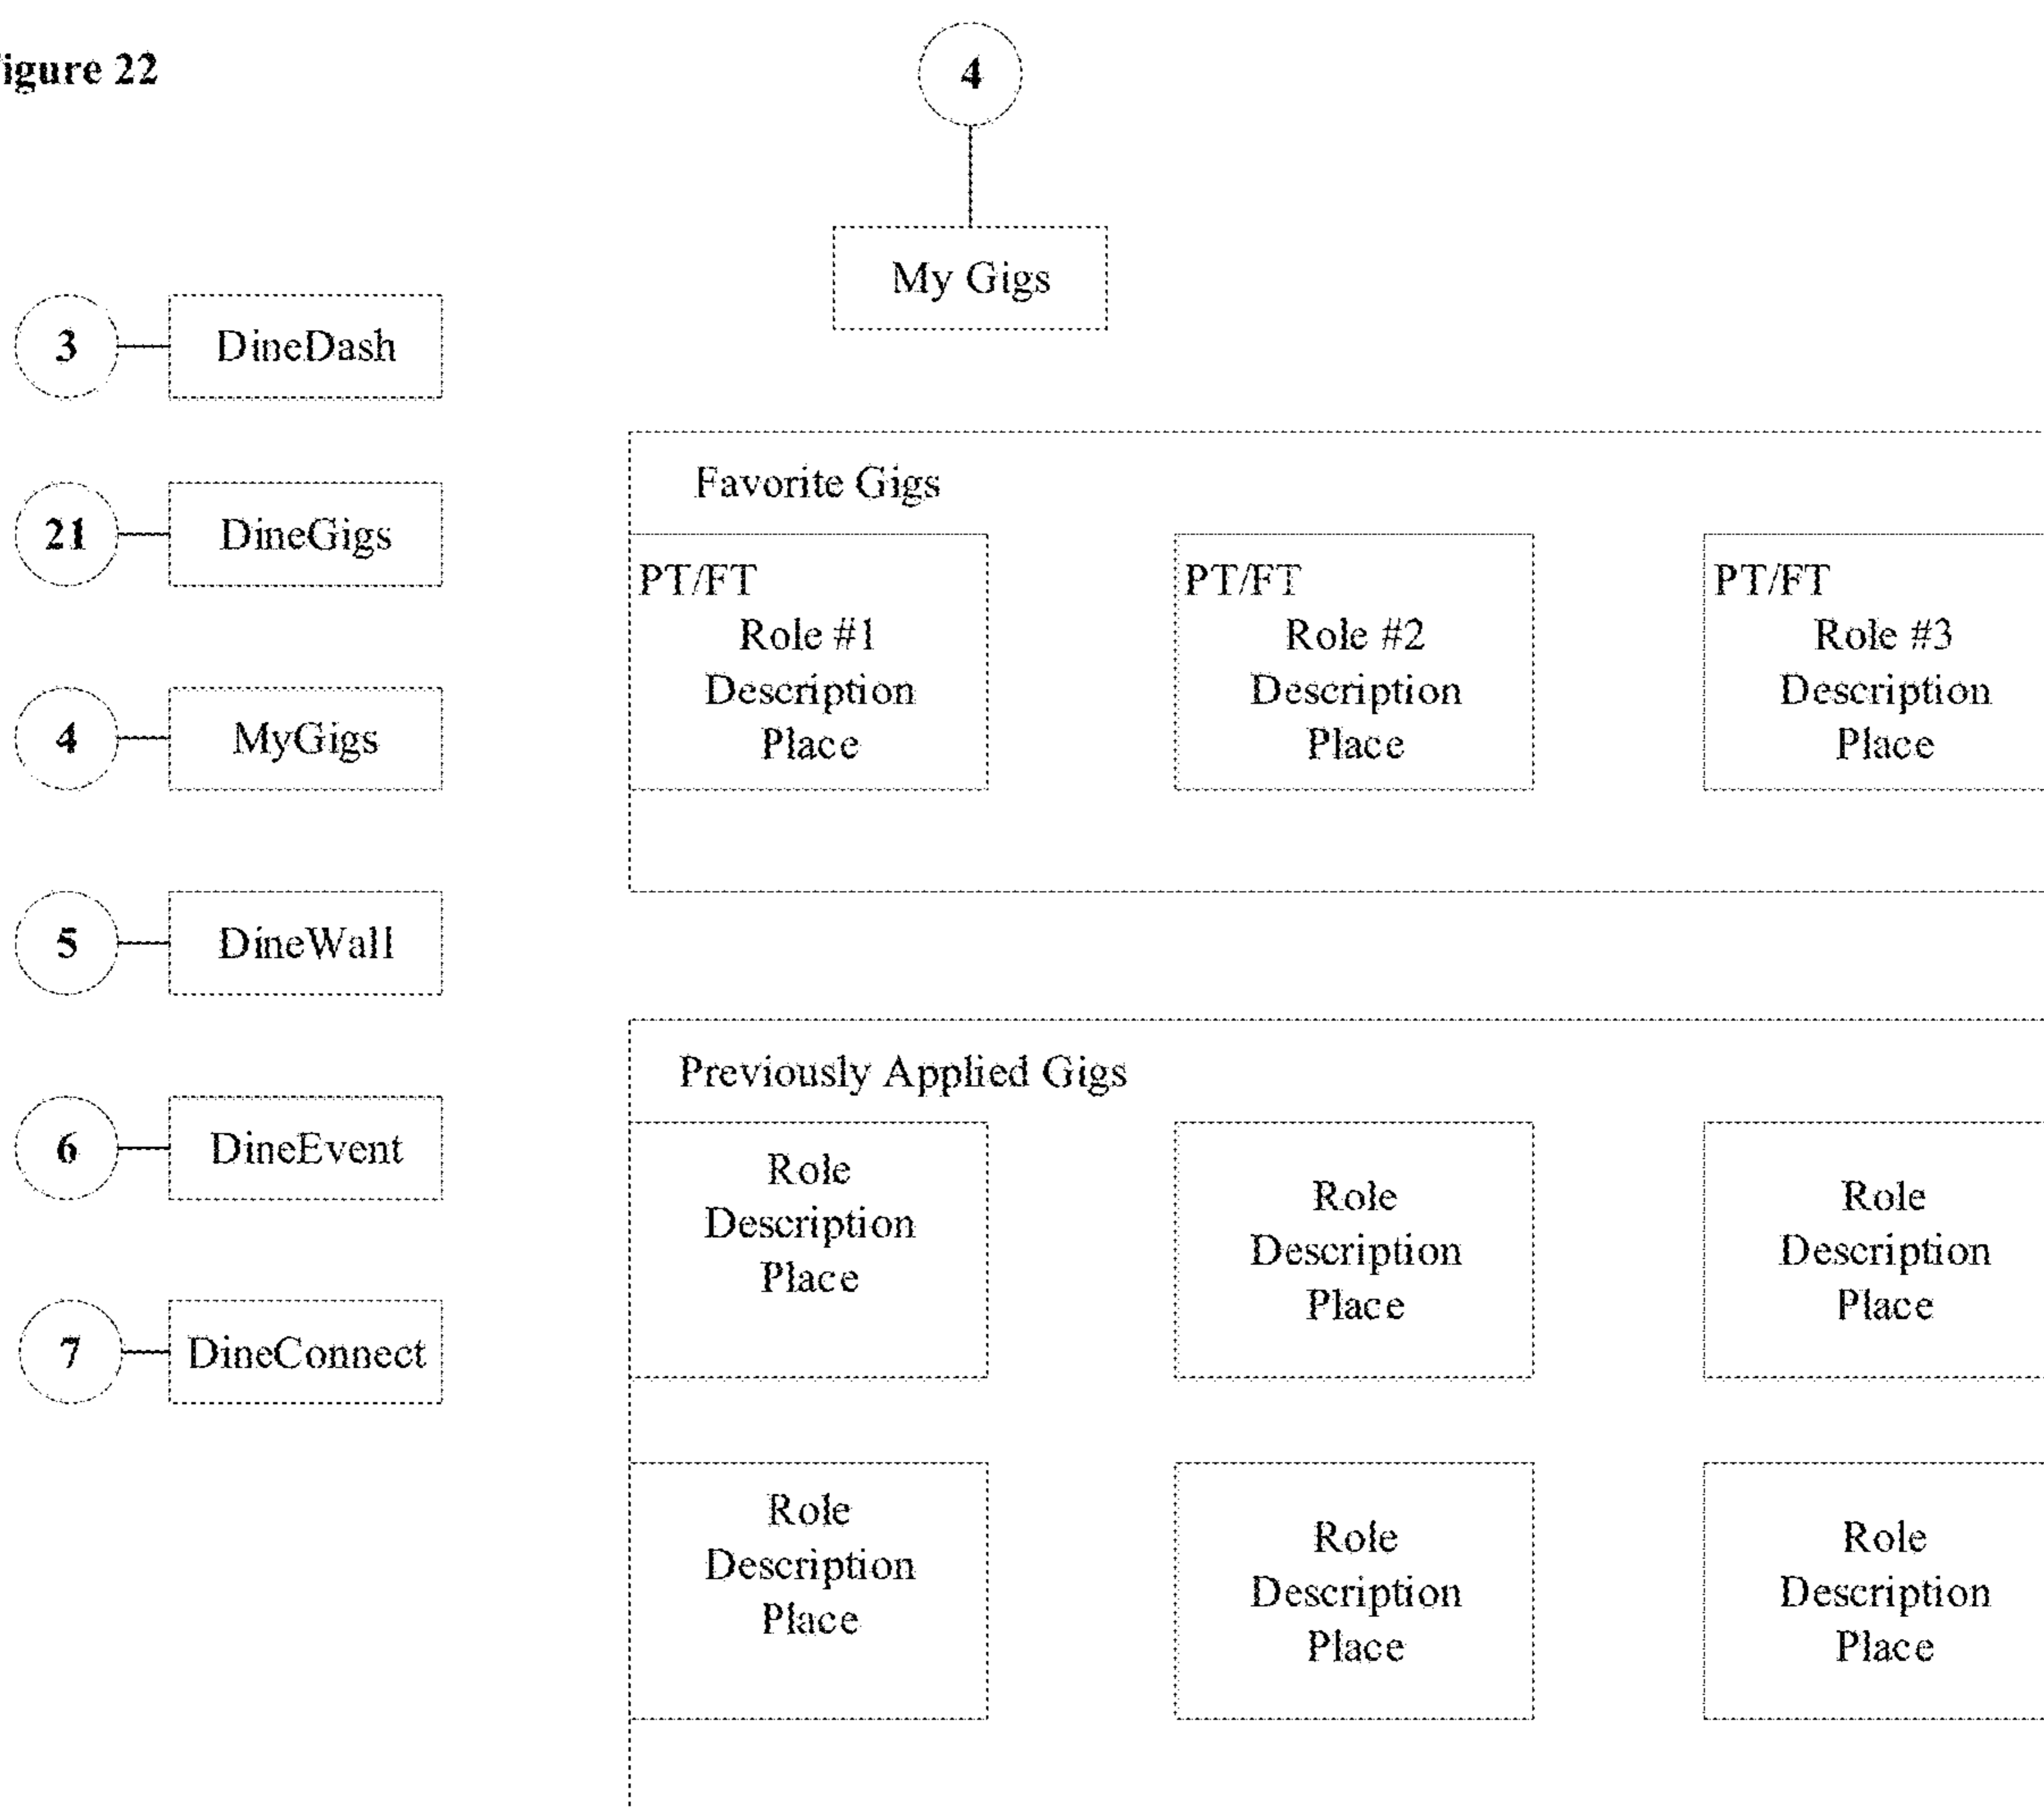 igure 22
4
My Gigs
3
DineDash
21
DineGigs
4
MyGigs
5
DineWall
6
DineEvent
7
DineConnect
Favorite Gigs
PT/FT
Role #1
Description
Place
PT/FT
Role #2
Description
Place
PT/FT
Role #3
Description
Place
Previously Applied Gigs
Role
Description
Place
Role
Description
Place
Role
Description
Place
Role
Description
Place
Role
Description
Place
Role
Description
Place